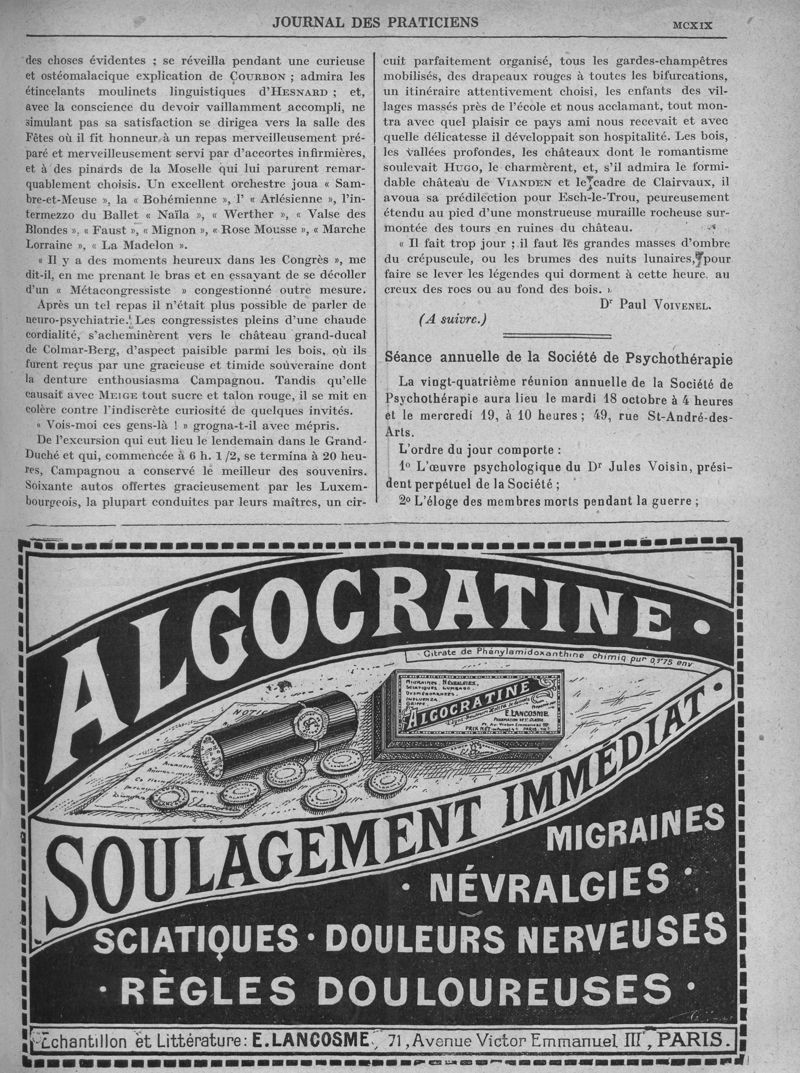 JOURNAL DES PRATICIENS
MCXIX
des choses évidentes ; se réveilla pendant une curieuse
et ostéomalacique explication de COURBON ; admira les
étincelants moulinets linguistiques d'HESNARD ; et,
avec la conscience du devoir vaillamment accompli, ne
simulant pas sa satisfaction se dirigea vers la salle des
Fêtes où il fit honneur à un repas merveilleusement pré-
paré et merveilleusement servi par d'accortes infirmières,
et à des pinards de la Moselle qui lui parurent remar-
quablement choisis. Un excellent orchestre joua « Sam-
bre-et-Meuse », la « Bohémienne », l' « Arlésienne », l'in-
termezzo du Ballet « Naïla », « Werther », « Valse des
Blondes », « Faust », « Mignon », « Rose Mousse », « Marche
Lorraine », « La Madelon ».
« Il y a des moments heureux dans les Congrès », me
dit-il, en me prenant le bras et en essayant de se décoller
d'un « Métacongressiste » congestionné outre mesure.
Après un tel repas il n'était plus possible de parler de
neuro-psychiatrie. Les congressistes pleins d'une chaude
cordialité, s'acheminèrent vers le château grand-ducal
de Colmar-Berg, d'aspect paisible parmi les bois, où ils
furent reçus par une gracieuse et timide souveraine dont
la denture enthousiasma Campagnou. Tandis qu'elle
causait avec MEIGE tout sucre et talon rouge, il se mit en
colère contre l'indiscrète curiosité de quelques invités.
« Vois-moi ces gens-là ! » grogna-t-il avec mépris.
De l'excursion qui eut lieu le lendemain dans le Grand-
Duché et qui, commencée à 6 h. 1/2, se termina à 20 heu-
res, Campagnou a conservé le meilleur des souvenirs.
Soixante autos offertes gracieusement par les Luxem-
bourgeois, la plupart conduites par leurs maîtres, un cir-
cuit parfaitement organisé, tous les gardes-champêtres
mobilisés, des drapeaux rouges à toutes les bifurcations,
un itinéraire attentivement choisi, les enfants des vil-
lages massés près de l'école et nous acclamant, tout mon-
tra avec quel plaisir ce pays ami nous recevait et avec
quelle délicatesse il développait son hospitalité. Les bois,
les vallées profondes, les châteaux dont le romantisme
soulevait HUGO, le charmèrent, et, s'il admira le formi-
dable château de VIANDEN et le cadre de Clairvaux, il
avoua sa prédilection pour Esch-le-Trou, peureusement
étendu au pied d'une monstrueuse muraille rocheuse sur-
montée des tours en ruines du château.
« Il fait trop jour ; il faut les grandes masses d'ombre
du crépuscule, ou les brumes des nuits lunaires, pour
faire se lever les légendes qui dorment à cette heure au
creux des rocs ou au fond des bois. »
Dr Paul VOIVENEL.
(A suivre.)
Séance annuelle de la Société de Psychothérapie
La vingt-quatrième réunion annuelle de la Société de
Psychothérapie aura lieu le mardi 18 octobre à 4 heures
et le mercredi 19, à 10 heures ; 49, rue St-André-des-
Arts.
L'ordre du jour comporte :
1o L'œuvre psychologique du Dr Jules Voisin, prési-
dent perpétuel de la Société ;
2o L'éloge des membres morts pendant la guerre ;
ALGOCRATINE
Citrate de Phénylamidoxanthine chimiq pur 0,1775 env
NOTICE
MIGRAINES, NÉVRALGIES,
SCIATIQUES LUMBAGO.
DYSMÉNORRHÉES.
INFLUENZA
GRIPPE
ALGOCRATINE
E. LANCOSME
SOULAGEMENT IMMÉDIAT
MIGRAINES
· NÉVRALGIES ·
SCIATIQUES · DOULEURS NERVEUSES
· RÈGLES DOULOUREUSES ·
Echantillon et Littérature: E. LANCOSME, 71, Avenue Victor Emmanuel III, PARIS.